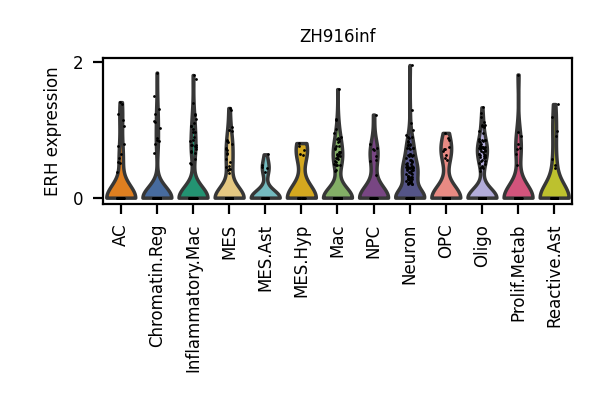 ZH916inf
ERH expression
2
0
AC
Chromatin.Reg
Inflammatory.Mac
MES
MES.Ast
MES.Hyp
Mac
NPC
Neuron
OPC
Oligo
Prolif.Metab
Reactive.Ast